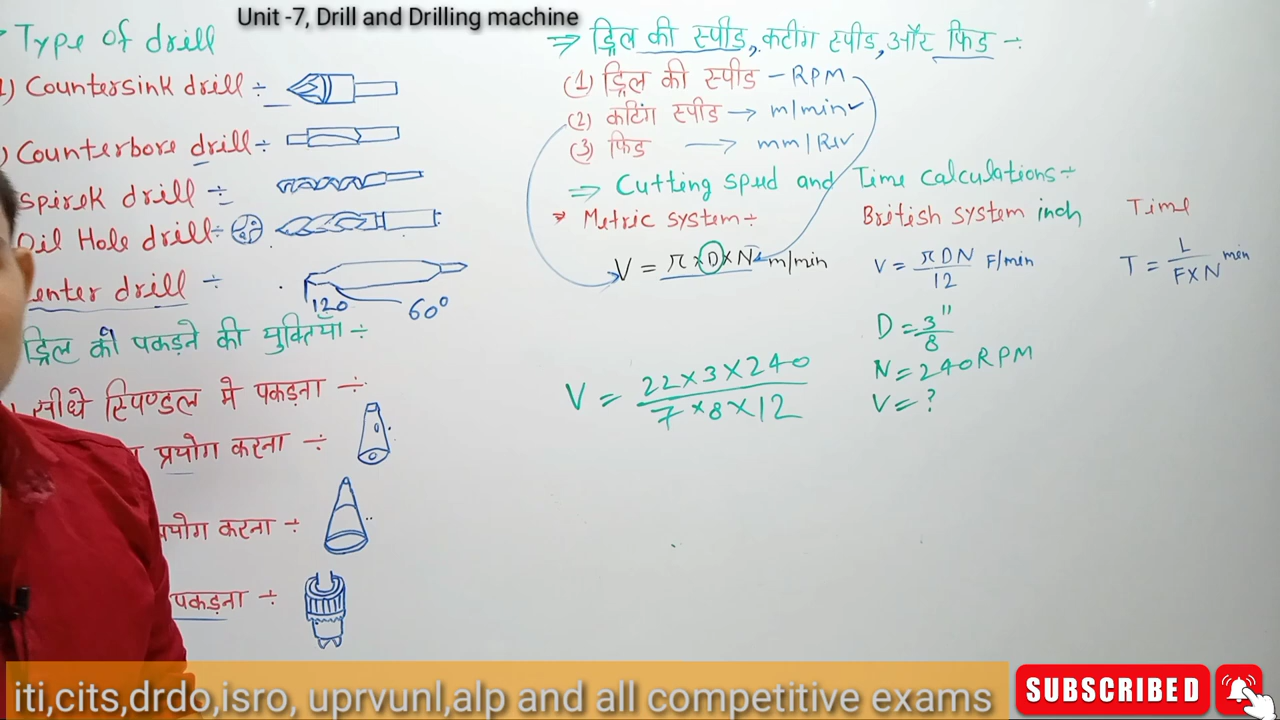 Unit -7, Drill and Drilling machine
Type of drill
1) Countersink drill ÷
) Counterbore drill ÷
Spirek drill ÷
Oil Hole drill ÷
enter drill ÷
120 60°
ड्रिल को पकड़ने की युक्तियाँ ÷
सीधे स्पिण्डल मे पकड़ना ÷
प्रयोग करना ÷
प्रयोग करना ÷
पकड़ना ÷
⇒ ड्रिल की स्पीड, कटींग स्पीड, और फिड ÷
(1) ड्रिल की स्पीड – RPM
(2) कटिंग स्पीड → m/min
(3) फिड → mm/Rev
⇒ Cutting speed and Time calculations ÷
Metric system ÷
V = π × D × N m/min
British system inch
V = πDN/12 F/min
D = 3/8"
N = 240 RPM
V = ?
Time
T = L/F×N min
V = 22×3×240/7×8×12
iti,cits,drdo,isro, uprvunl,alp and all competitive exams
SUBSCRIBED